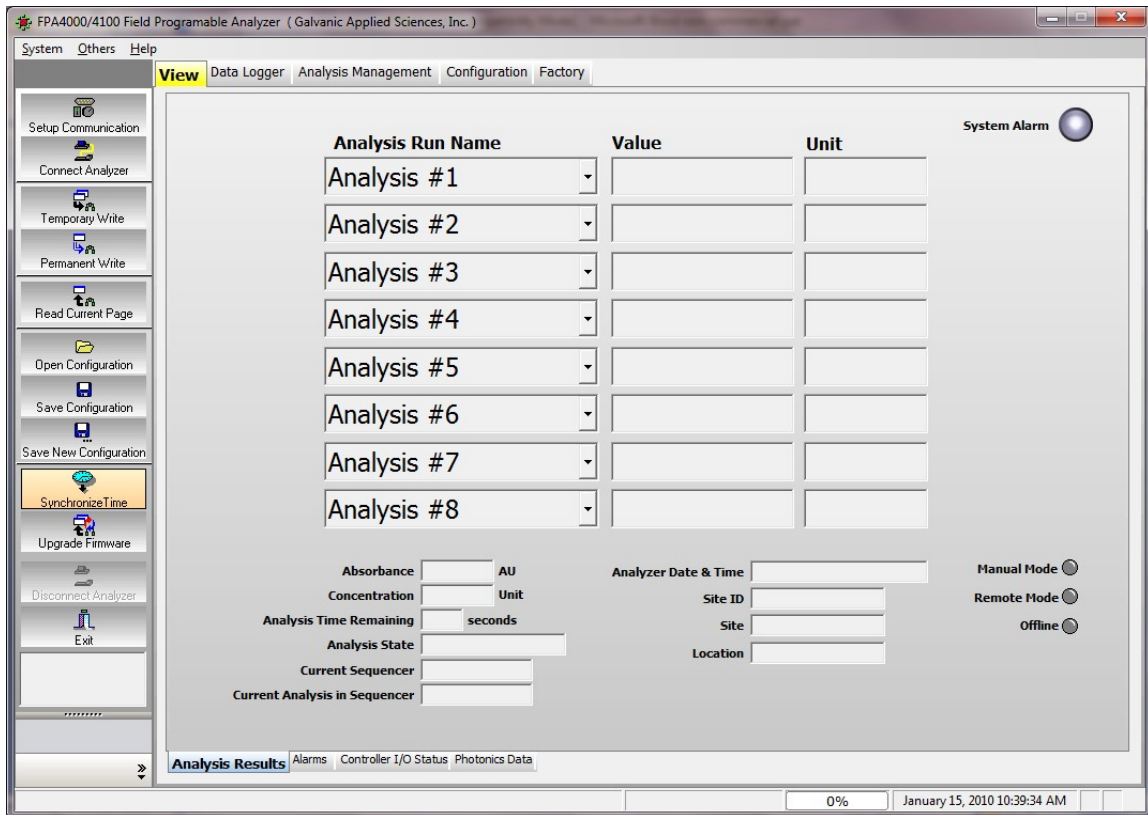 FPA4000/4100 Field Programable Analyzer ( Galvanic Applied Sciences, Inc. )
System Others Help
View Data Logger Analysis Management Configuration Factory
Setup Communication
Connect Analyzer
Temporary Write
Permanent Write
Read Current Page
Open Configuration
Save Configuration
Save New Configuration
SynchronizeTime
Upgrade Firmware
Disconnect Analyzer
Exit
System Alarm
Analysis Run Name Value Unit
Analysis #1
Analysis #2
Analysis #3
Analysis #4
Analysis #5
Analysis #6
Analysis #7
Analysis #8
Absorbance AU
Concentration Unit
Analysis Time Remaining seconds
Analysis State
Current Sequencer
Current Analysis in Sequencer
Analyzer Date & Time
Site ID
Site
Location
Manual Mode
Remote Mode
Offline
Analysis Results Alarms Controller I/O Status Photonics Data
0% January 15, 2010 10:39:34 AM